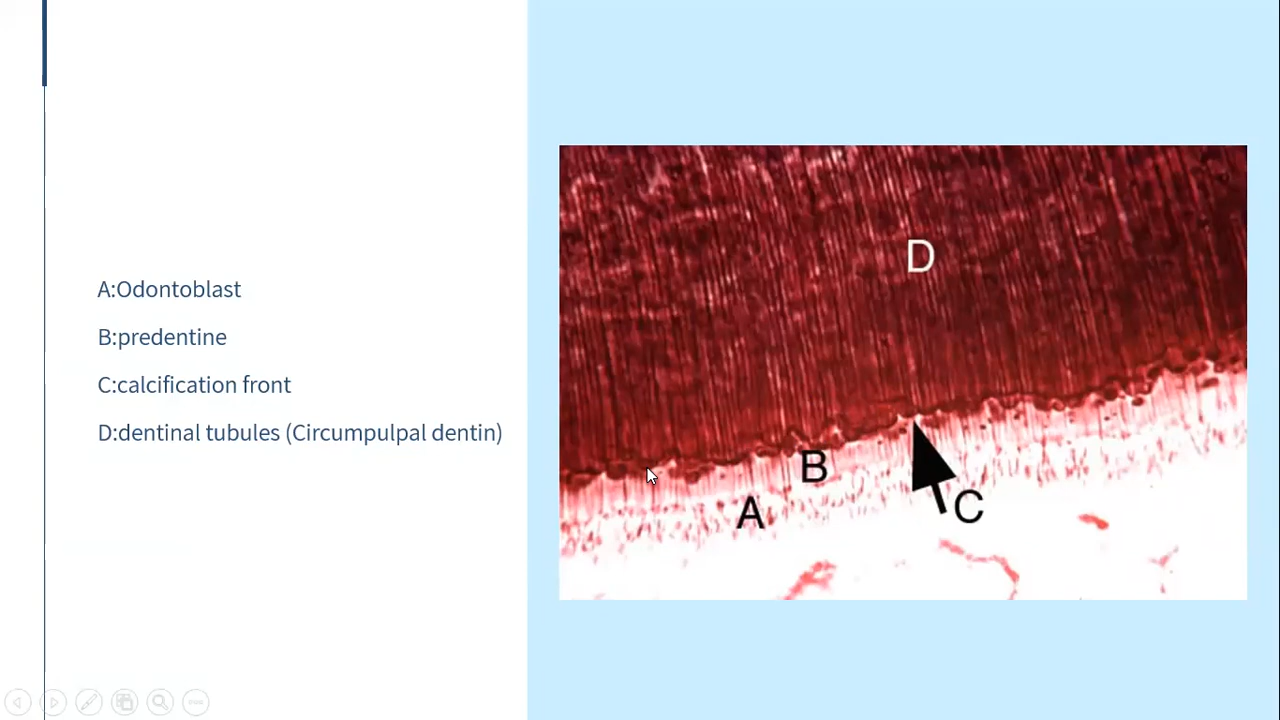 A:Odontoblast
B:predentine
C:calcification front
D:dentinal tubules (Circumpulpal dentin)
D
B
A
C